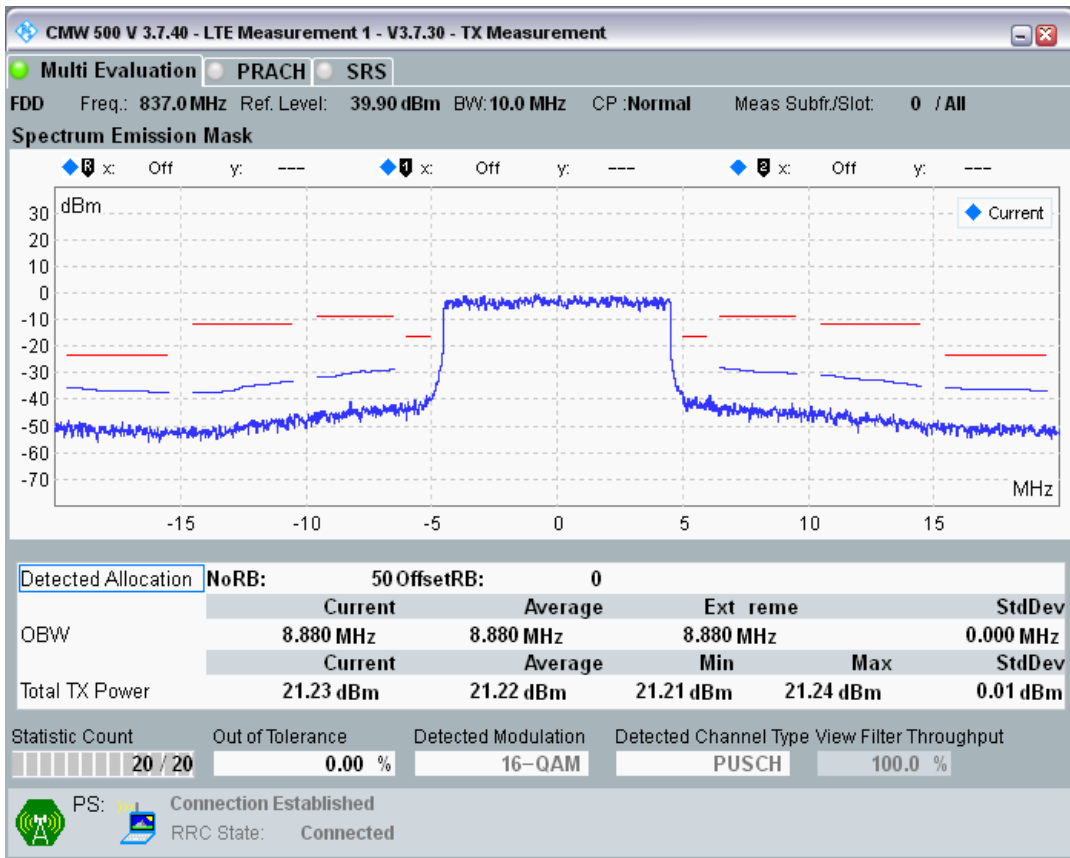 CMW 500 V 3.7.40 - LTE Measurement 1 - V3.7.30 - TX Measurement
Multi Evaluation PRACH SRS
FDD Freq.: 837.0 MHz Ref. Level: 39.90 dBm BW: 10.0 MHz CP : Normal Meas Subfr./Slot: 0 / All
Spectrum Emission Mask
R x: Off y: --- 1 x: Off y: --- 2 x: Off y: ---
dBm
Current
30
20
10
0
-10
-20
-30
-40
-50
-60
-70
MHz
-15 -10 -5 0 5 10 15
Detected Allocation NoRB: 50 OffsetRB: 0
Current Average Ext reme StdDev
OBW 8.880 MHz 8.880 MHz 8.880 MHz 0.000 MHz
Current Average Min Max StdDev
Total TX Power 21.23 dBm 21.22 dBm 21.21 dBm 21.24 dBm 0.01 dBm
Statistic Count Out of Tolerance Detected Modulation Detected Channel Type View Filter Throughput
20 / 20 0.00 % 16-QAM PUSCH 100.0 %
PS: Connection Established
RRC State: Connected